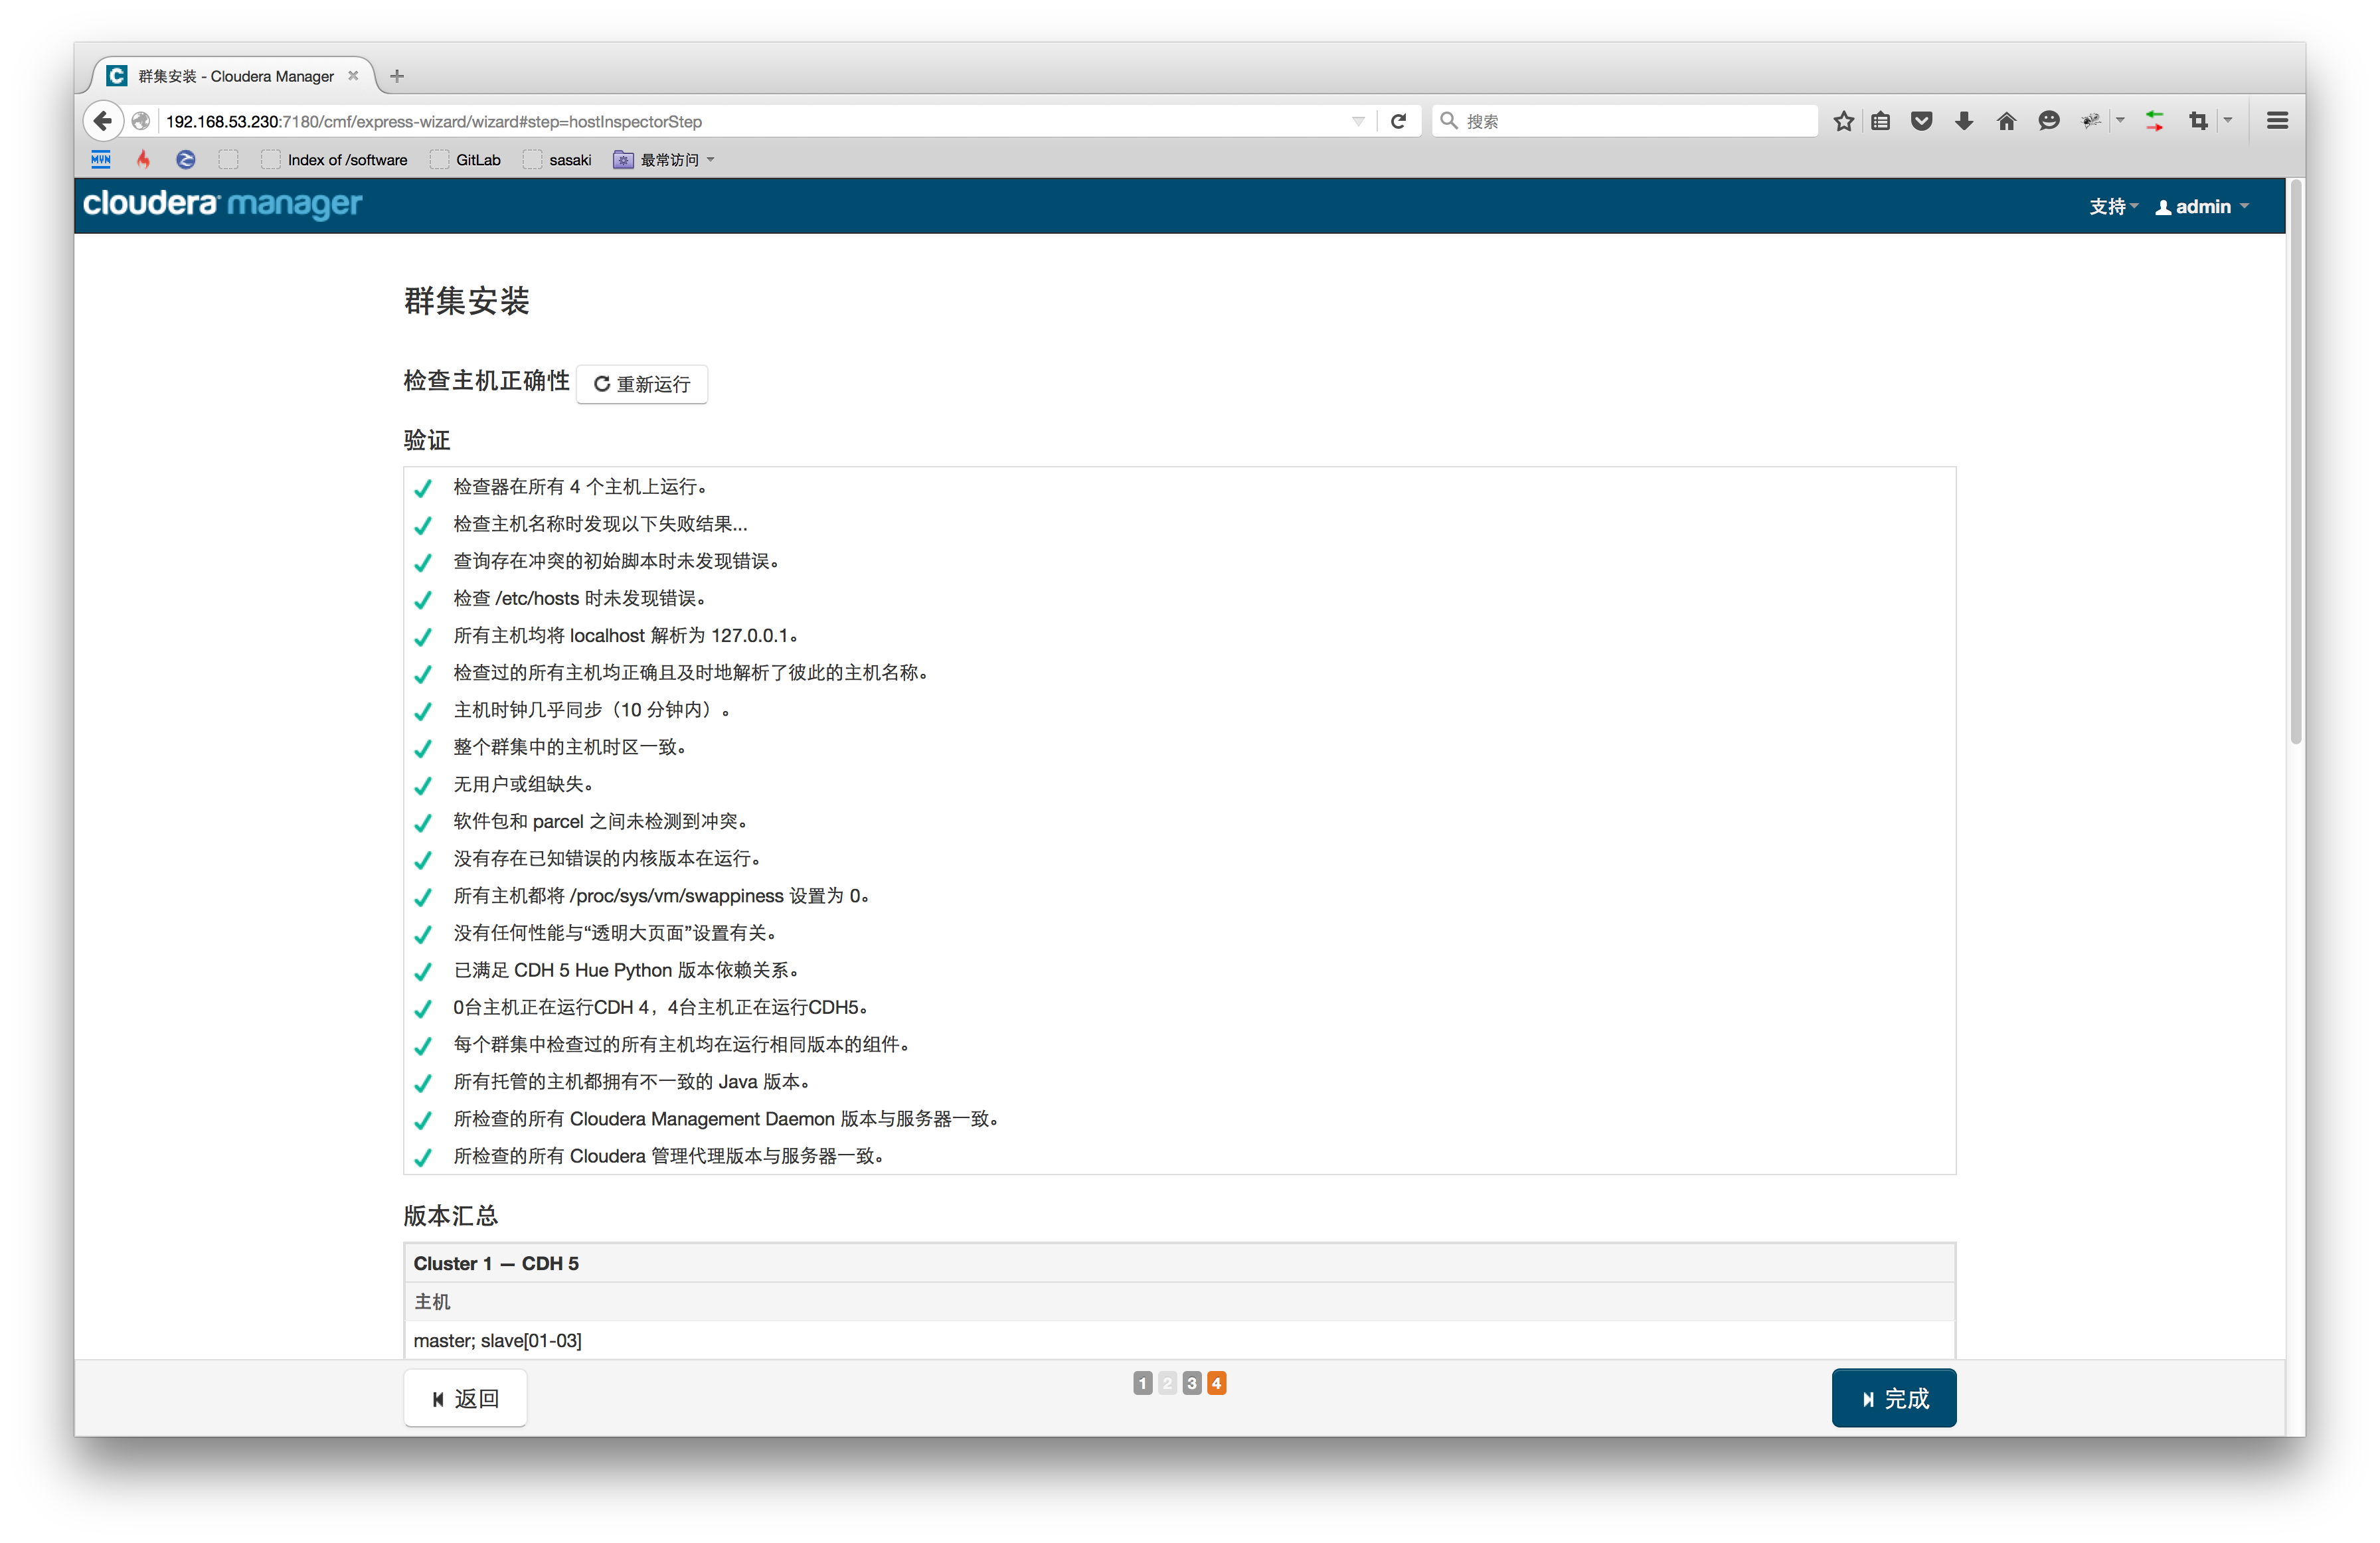 群集安装 - Cloudera Manager
192.168.53.230:7180/cmf/express-wizard/wizard#step=hostInspectorStep
搜索
MVN
Index of /software
GitLab
sasaki
最常访问
cloudera manager
支持
admin
群集安装
检查主机正确性
重新运行
验证
检查器在所有 4 个主机上运行。
检查主机名称时发现以下失败结果...
查询存在冲突的初始脚本时未发现错误。
检查 /etc/hosts 时未发现错误。
所有主机均将 localhost 解析为 127.0.0.1。
检查过的所有主机均正确且及时地解析了彼此的主机名称。
主机时钟几乎同步（10 分钟内）。
整个群集中的主机时区一致。
无用户或组缺失。
软件包和 parcel 之间未检测到冲突。
没有存在已知错误的内核版本在运行。
所有主机都将 /proc/sys/vm/swappiness 设置为 0。
没有任何性能与“透明大页面”设置有关。
已满足 CDH 5 Hue Python 版本依赖关系。
0台主机正在运行CDH 4，4台主机正在运行CDH5。
每个群集中检查过的所有主机均在运行相同版本的组件。
所有托管的主机都拥有不一致的 Java 版本。
所检查的所有 Cloudera Management Daemon 版本与服务器一致。
所检查的所有 Cloudera 管理代理版本与服务器一致。
版本汇总
Cluster 1 — CDH 5
主机
master; slave[01-03]
返回
1 2 3 4
完成